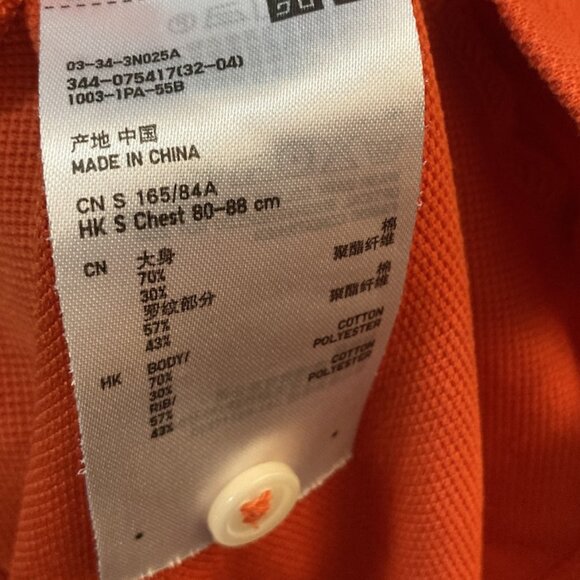 03-34-3N025A
344-075417(32-04)
1003-1PA-55B
产地 中国
MADE IN CHINA
CN S 165/84A
HK S Chest 80-88 cm
CN 大身
70% 棉
30% 聚酯纤维
罗纹部分
57% 棉
43% 聚酯纤维
HK BODY/
70% COTTON
30% POLYESTER
RIB/
57% COTTON
43% POLYESTER